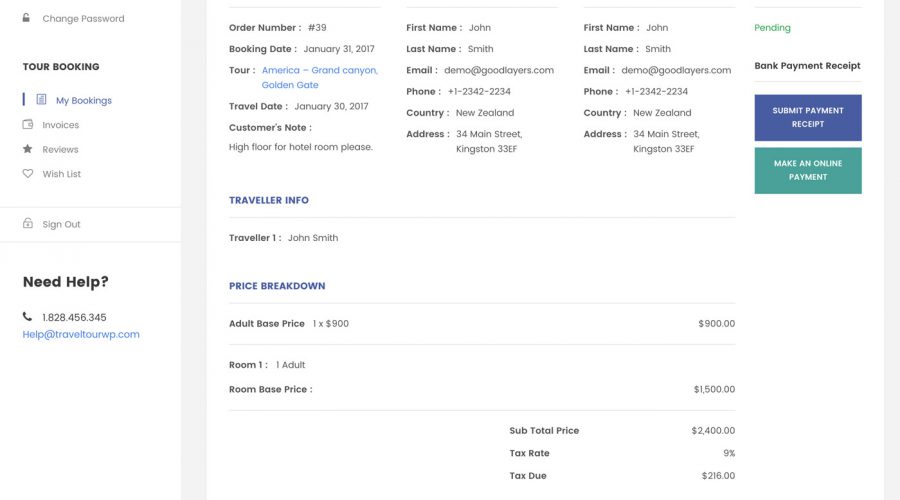 Change Password
TOUR BOOKING
My Bookings
Invoices
Reviews
Wish List
Sign Out
Need Help?
1.828.456.345
Help@traveltourwp.com
Order Number : #39
Booking Date : January 31, 2017
Tour : America – Grand canyon,
Golden Gate
Travel Date : January 30, 2017
Customer's Note :
High floor for hotel room please.
First Name : John
Last Name : Smith
Email : demo@goodlayers.com
Phone : +1-2342-2234
Country : New Zealand
Address : 34 Main Street,
Kingston 33EF
First Name : John
Last Name : Smith
Email : demo@goodlayers.com
Phone : +1-2342-2234
Country : New Zealand
Address : 34 Main Street,
Kingston 33EF
Pending
Bank Payment Receipt
SUBMIT PAYMENT
RECEIPT
MAKE AN ONLINE
PAYMENT
TRAVELLER INFO
Traveller 1 : John Smith
PRICE BREAKDOWN
Adult Base Price 1 x $900 $900.00
Room 1 : 1 Adult
Room Base Price : $1,500.00
Sub Total Price $2,400.00
Tax Rate 9%
Tax Due $216.00